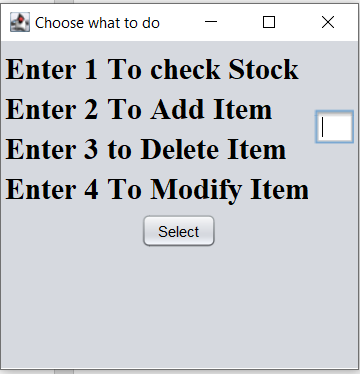 Choose what to do
Enter 1 To check Stock
Enter 2 To Add Item
Enter 3 to Delete Item
Enter 4 To Modify Item
Select